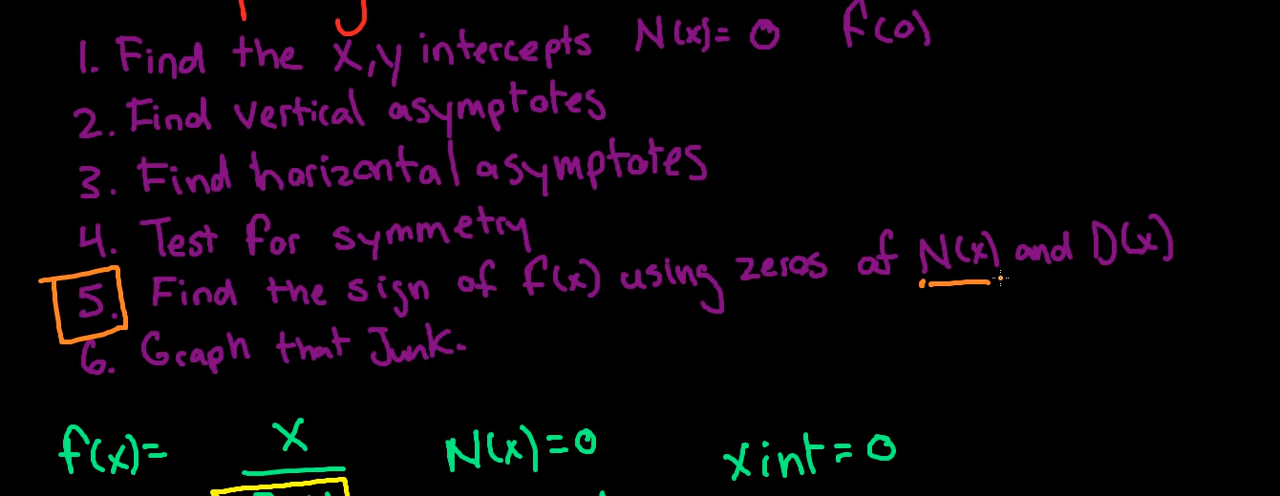 1. Find the x,y intercepts N(x)=0 f(0)
2. Find vertical asymptotes
3. Find horizontal asymptotes
4. Test for symmetry
5. Find the sign of f(x) using zeros of N(x) and D(x)
6. Graph that Junk.
f(x)= x N(x)=0 x int=0